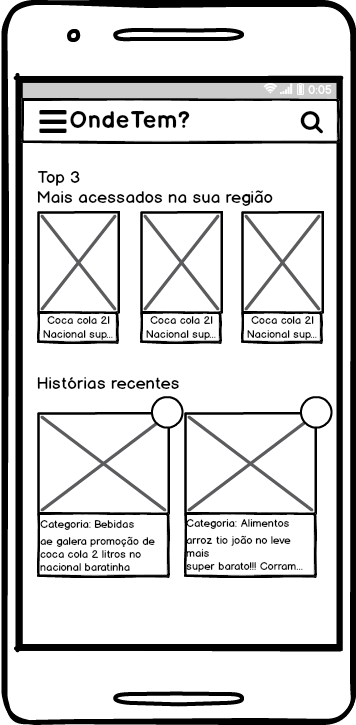 0:05
OndeTem?
Top 3
Mais acessados na sua região
Coca cola 2l
Nacional sup...
Coca cola 2l
Nacional sup...
Coca cola 2l
Nacional sup...
Histórias recentes
Categoria: Bebidas
ae galera promoção de
coca cola 2 litros no
nacional baratinha
Categoria: Alimentos
arroz tio joão no leve
mais
super barato!!! Corram...